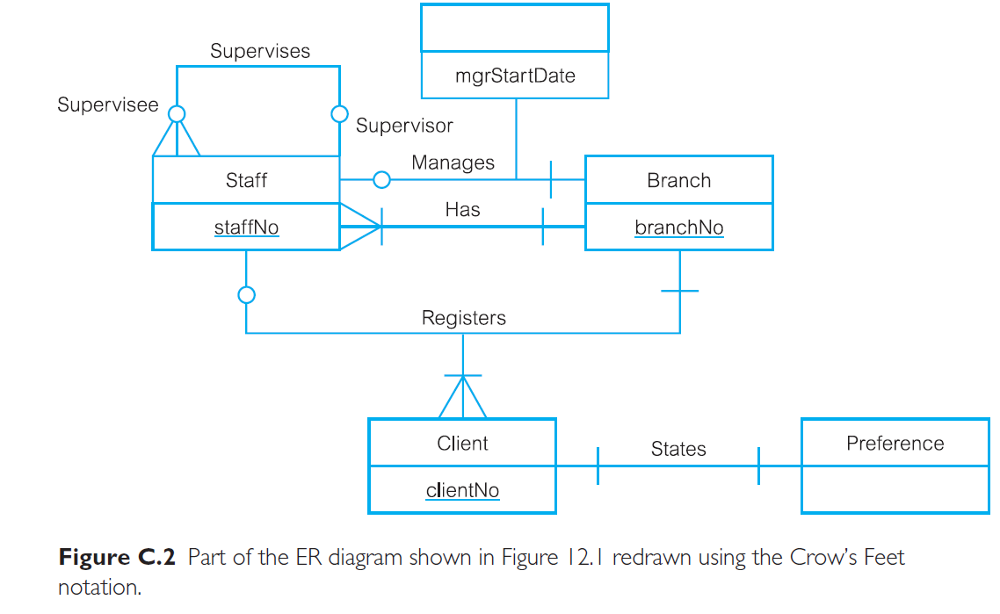 Supervises
mgrStartDate
Supervisee
Supervisor
Manages
Staff
Branch
Has
staffNo
branchNo
Registers
Client
States
Preference
clientNo
Figure C.2 Part of the ER diagram shown in Figure 12.1 redrawn using the Crow's Feet
notation.